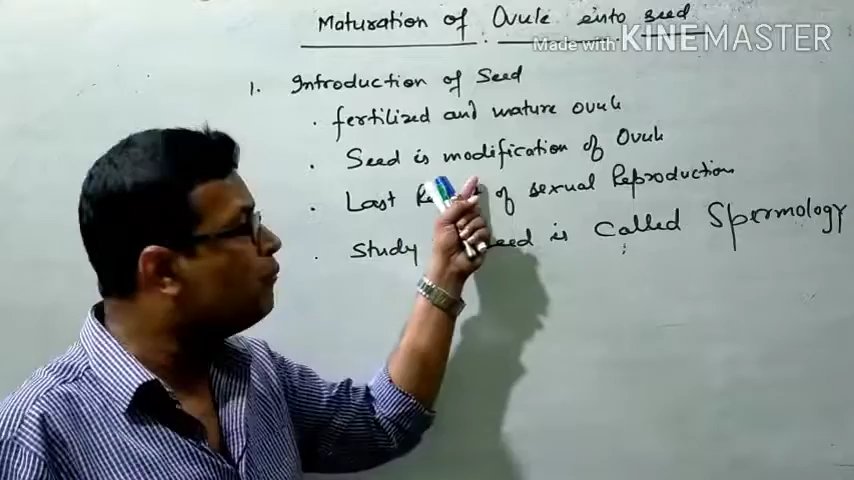 Maturation of Ovule into seed
Made with KINEMASTER
1. Introduction of Seed
. fertilized and mature ovule
. Seed is modification of Ovule
. Last of sexual Reproduction
. study seed is called Spermology